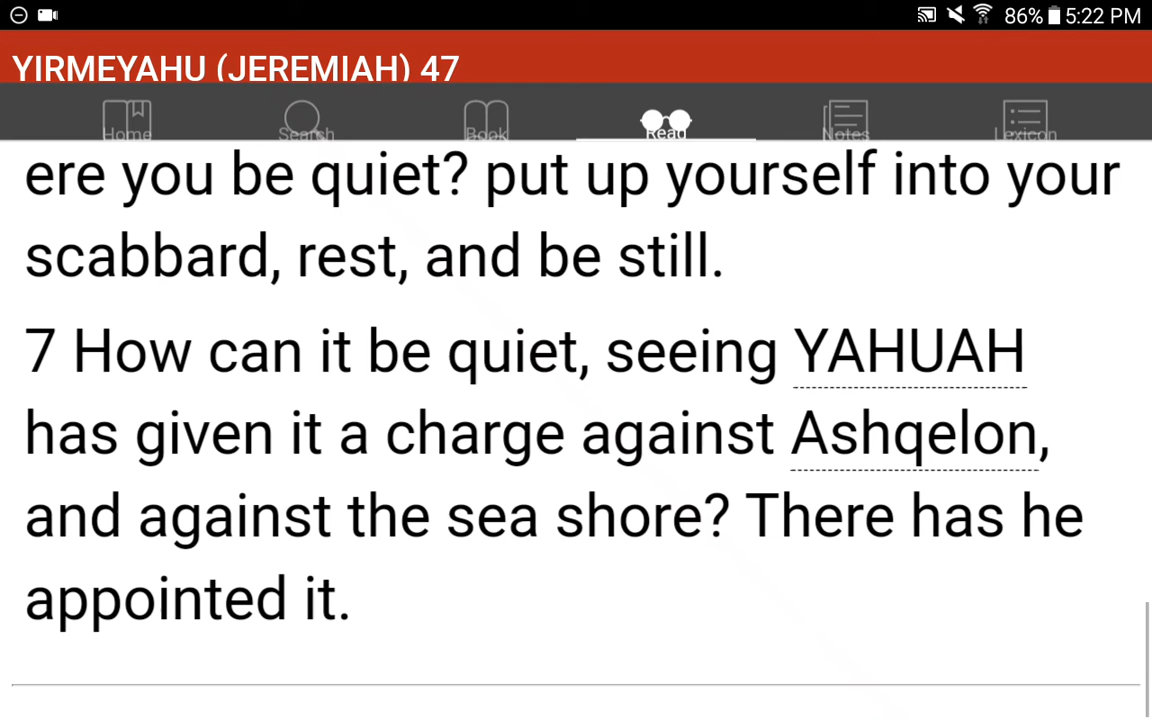 86% 5:22 PM
YIRMEYAHU (JEREMIAH) 47
Home Search Book Read Notes Lexicon
ere you be quiet? put up yourself into your
scabbard, rest, and be still.
7 How can it be quiet, seeing YAHUAH
has given it a charge against Ashqelon,
and against the sea shore? There has he
appointed it.